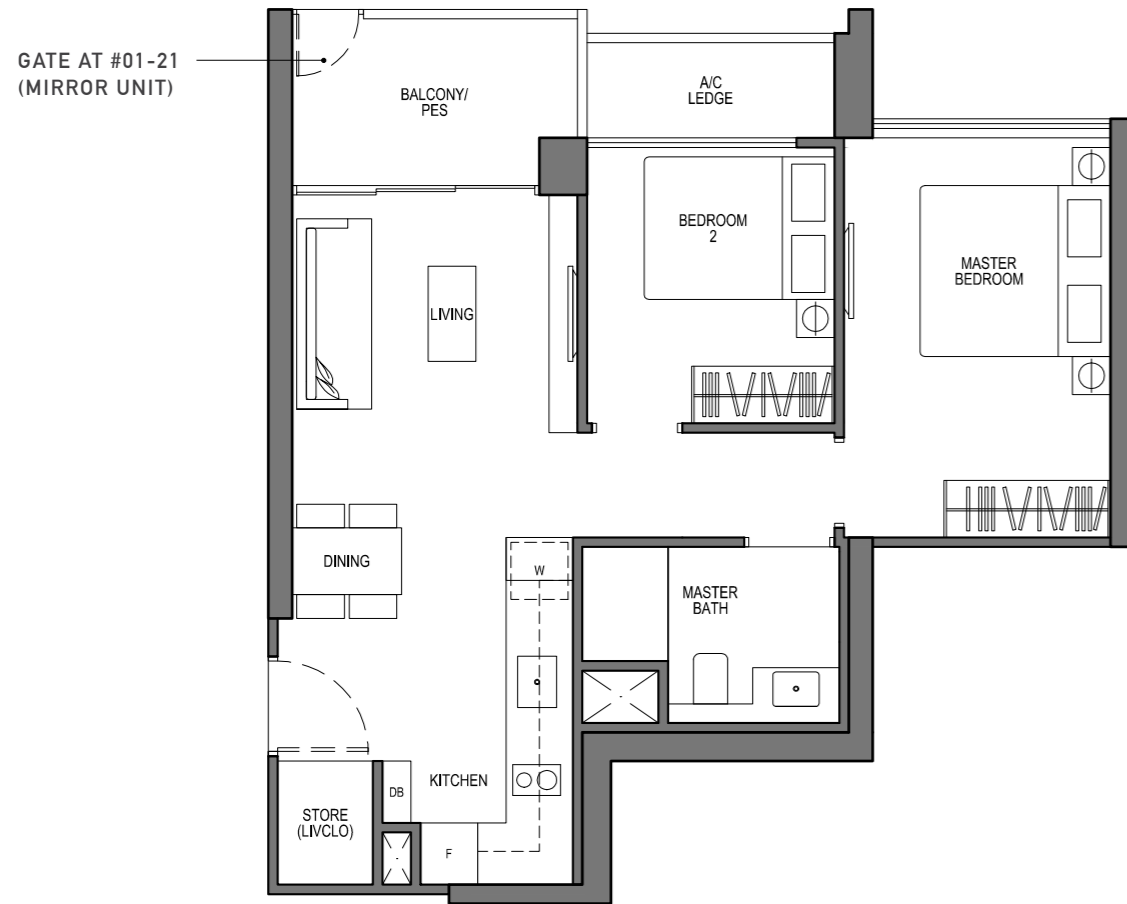 GATE AT #01-21
(MIRROR UNIT)
BALCONY/
PES
A/C
LEDGE
BEDROOM
2
MASTER
BEDROOM
LIVING
DINING
W
MASTER
BATH
KITCHEN
DB
STORE
(LIVCLO)
F